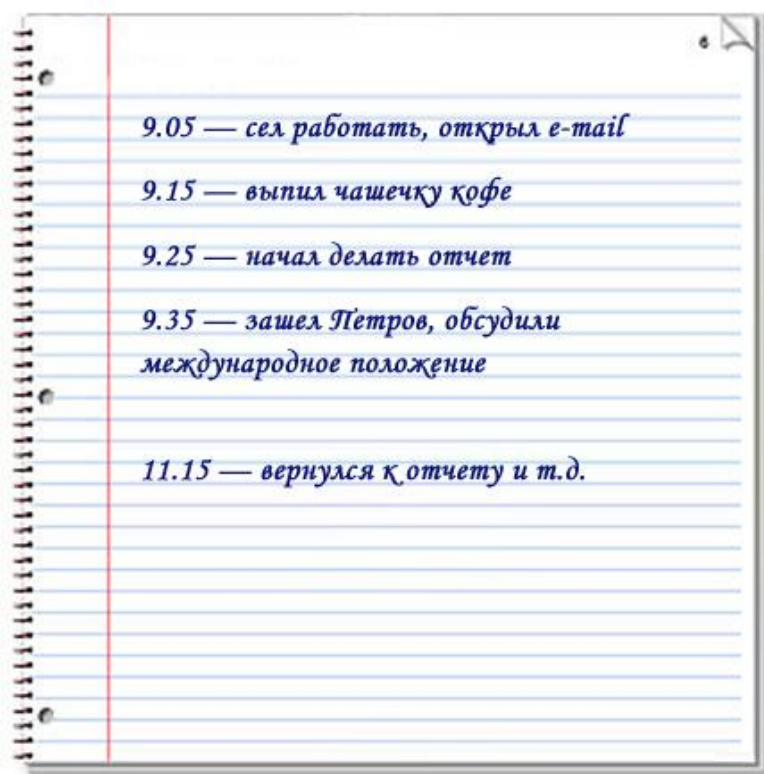 9.05 — сел работать, открыл e-mail
9.15 — выпил чашечку кофе
9.25 — начал делать отчет
9.35 — зашел Петров, обсудили
международное положение
11.15 — вернулся к отчету и т.д.